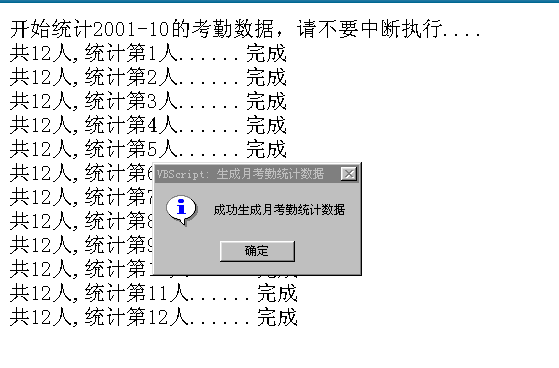 开始统计2001-10的考勤数据，请不要中断执行....
共12人,统计第1人......完成
共12人,统计第2人......完成
共12人,统计第3人......完成
共12人,统计第4人......完成
共12人,统计第5人......完成
共12人,统计第6
共12人,统计第7
共12人,统计第8
共12人,统计第9
共12人,统计第1
共12人,统计第11人......完成
共12人,统计第12人......完成
VBScript: 生成月考勤统计数据
成功生成月考勤统计数据
确定